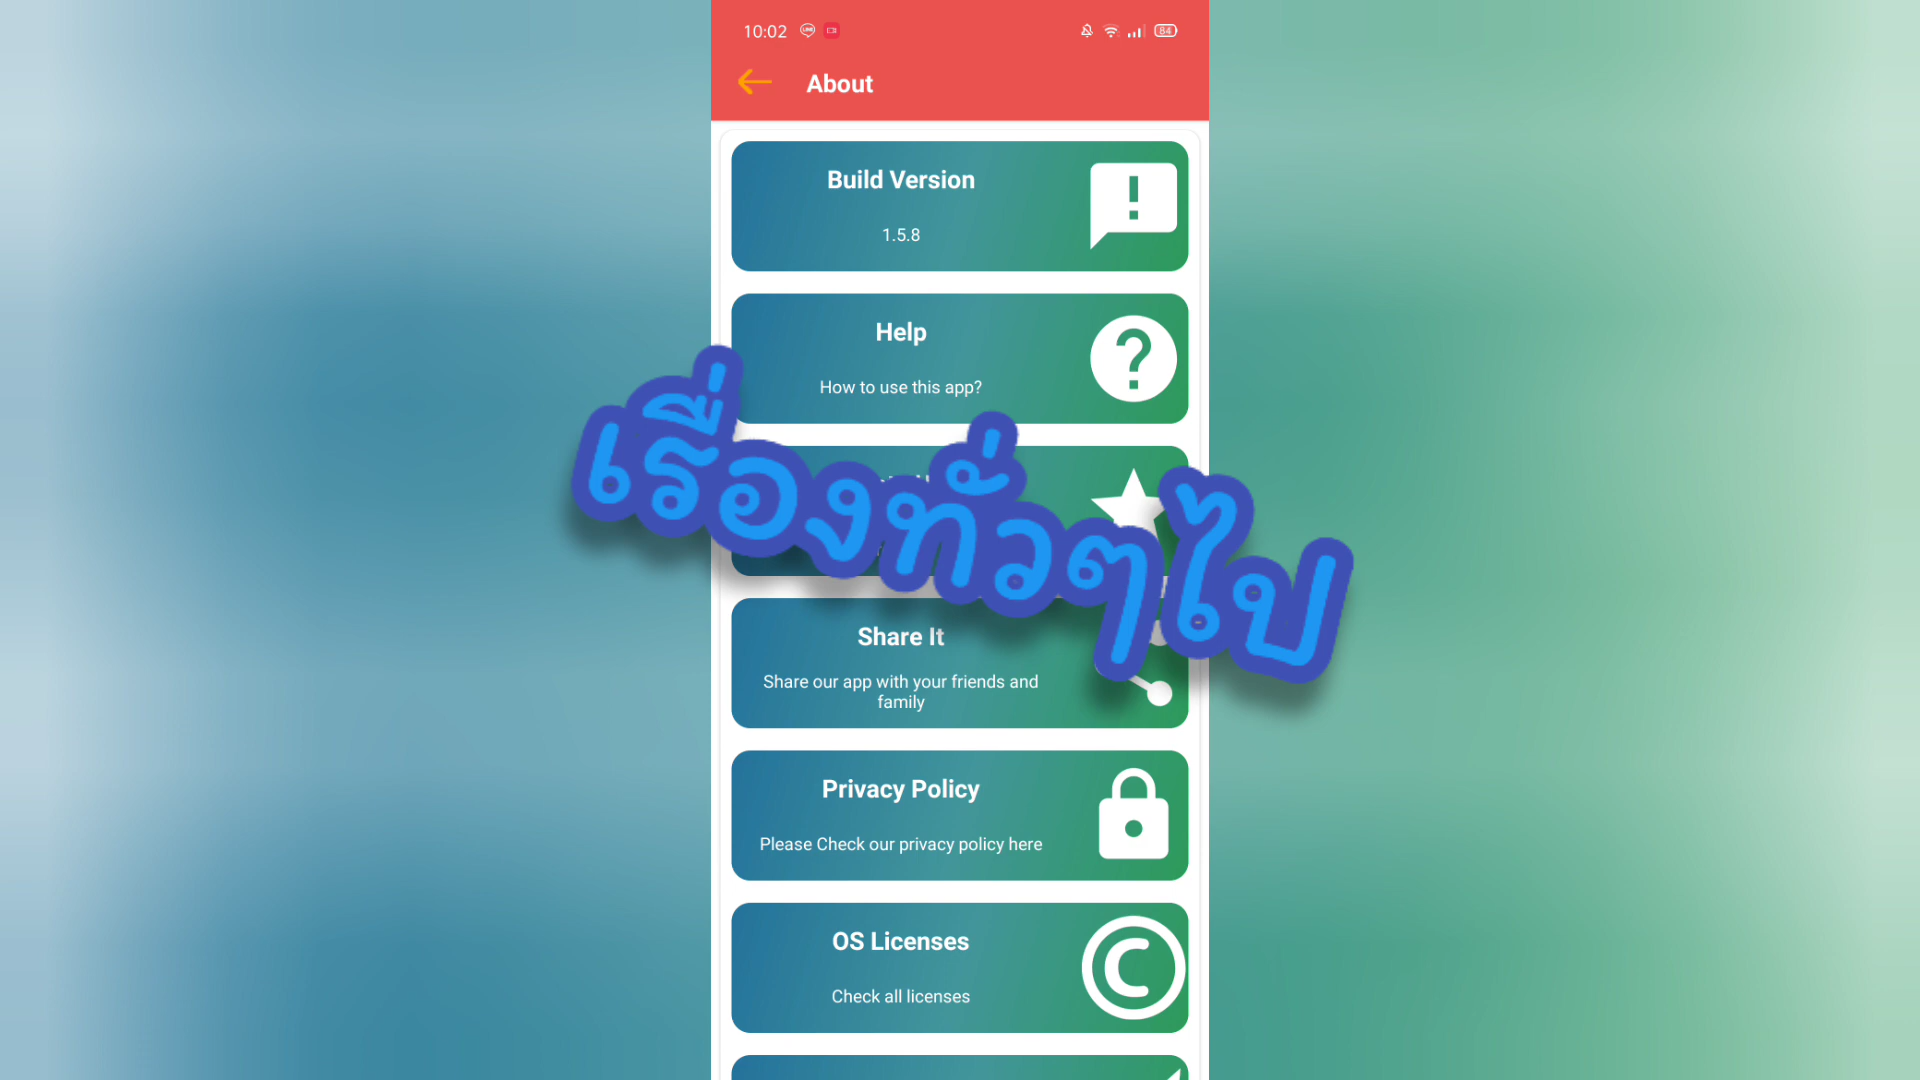 10:02
84
About
Build Version
1.5.8
Help
How to use this app?
เรื่องทั่วๆไป
Share It
Share our app with your friends and
family
Privacy Policy
Please Check our privacy policy here
OS Licenses
Check all licenses